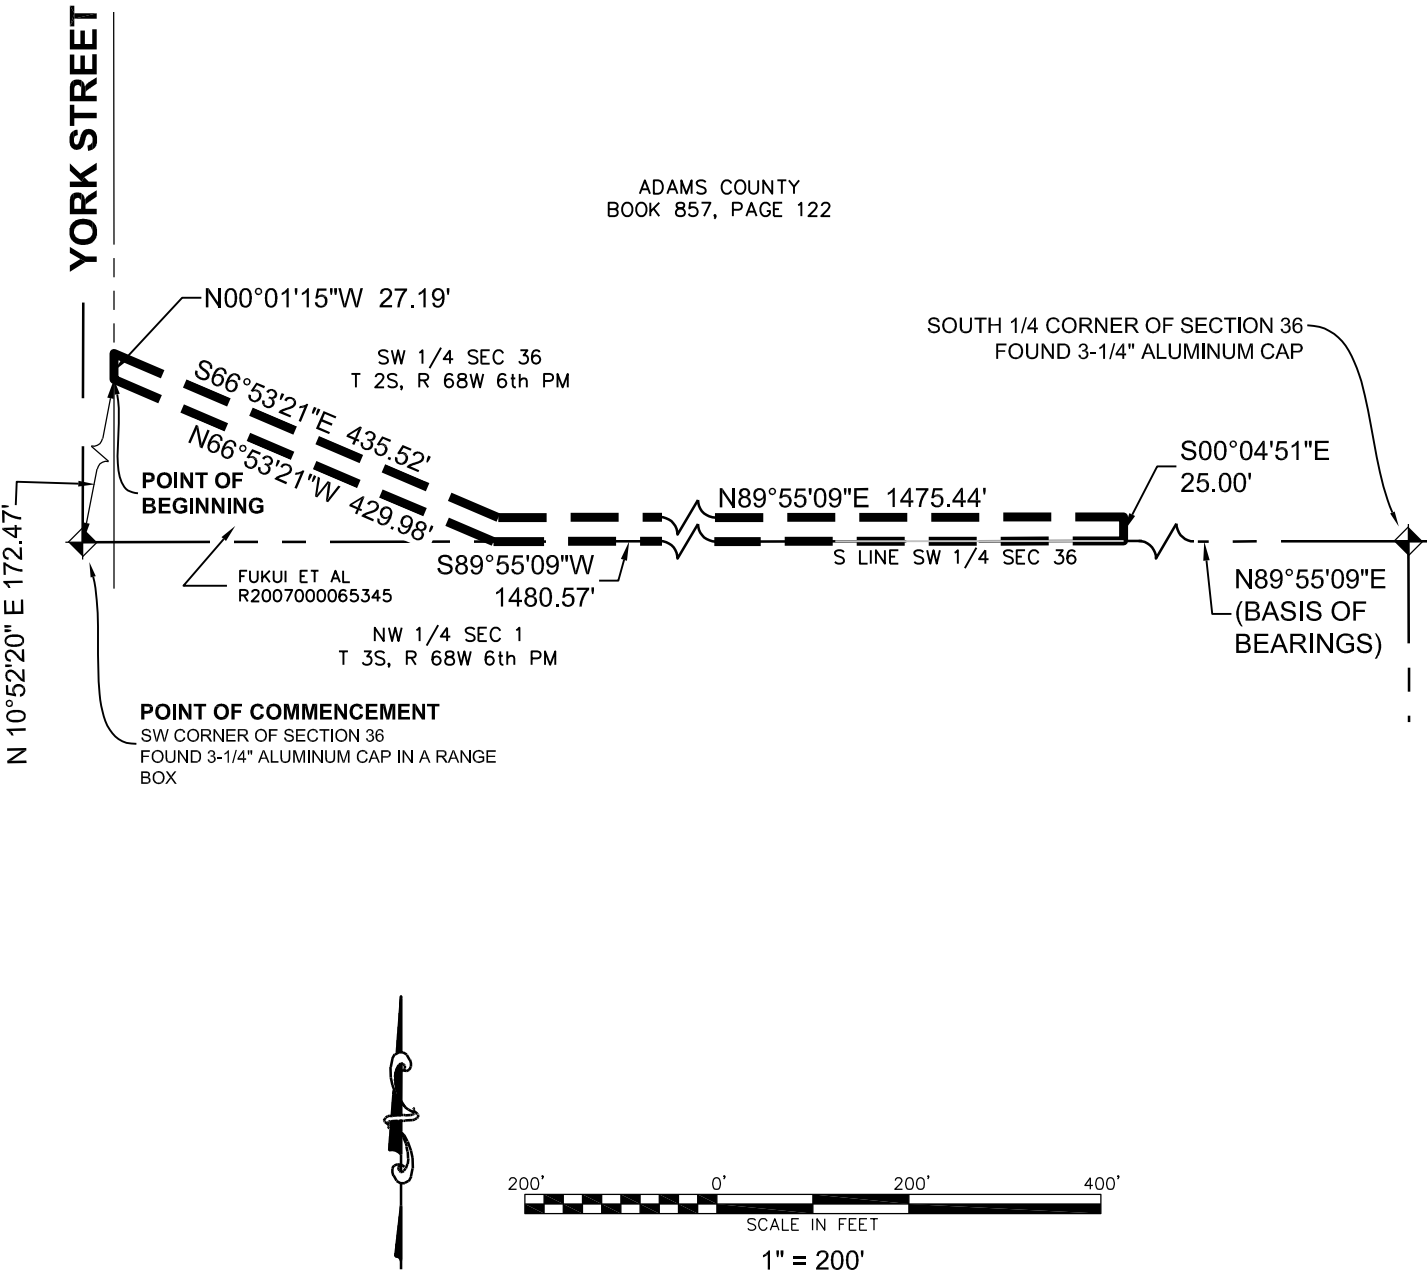 YORK STREET
ADAMS COUNTY
BOOK 857, PAGE 122
N00°01'15"W 27.19'
SOUTH 1/4 CORNER OF SECTION 36
FOUND 3-1/4" ALUMINUM CAP
SW 1/4 SEC 36
T 2S, R 68W 6th PM
S66°53'21"E 435.52'
N66°53'21"W 429.98'
POINT OF
BEGINNING
S00°04'51"E
25.00'
N89°55'09"E 1475.44'
N 10°52'20" E 172.47'
S LINE SW 1/4 SEC 36
S89°55'09"W
1480.57'
FUKUI ET AL
R2007000065345
N89°55'09"E
(BASIS OF
BEARINGS)
NW 1/4 SEC 1
T 3S, R 68W 6th PM
POINT OF COMMENCEMENT
SW CORNER OF SECTION 36
FOUND 3-1/4" ALUMINUM CAP IN A RANGE
BOX
200' 0' 200' 400'
SCALE IN FEET
1" = 200'